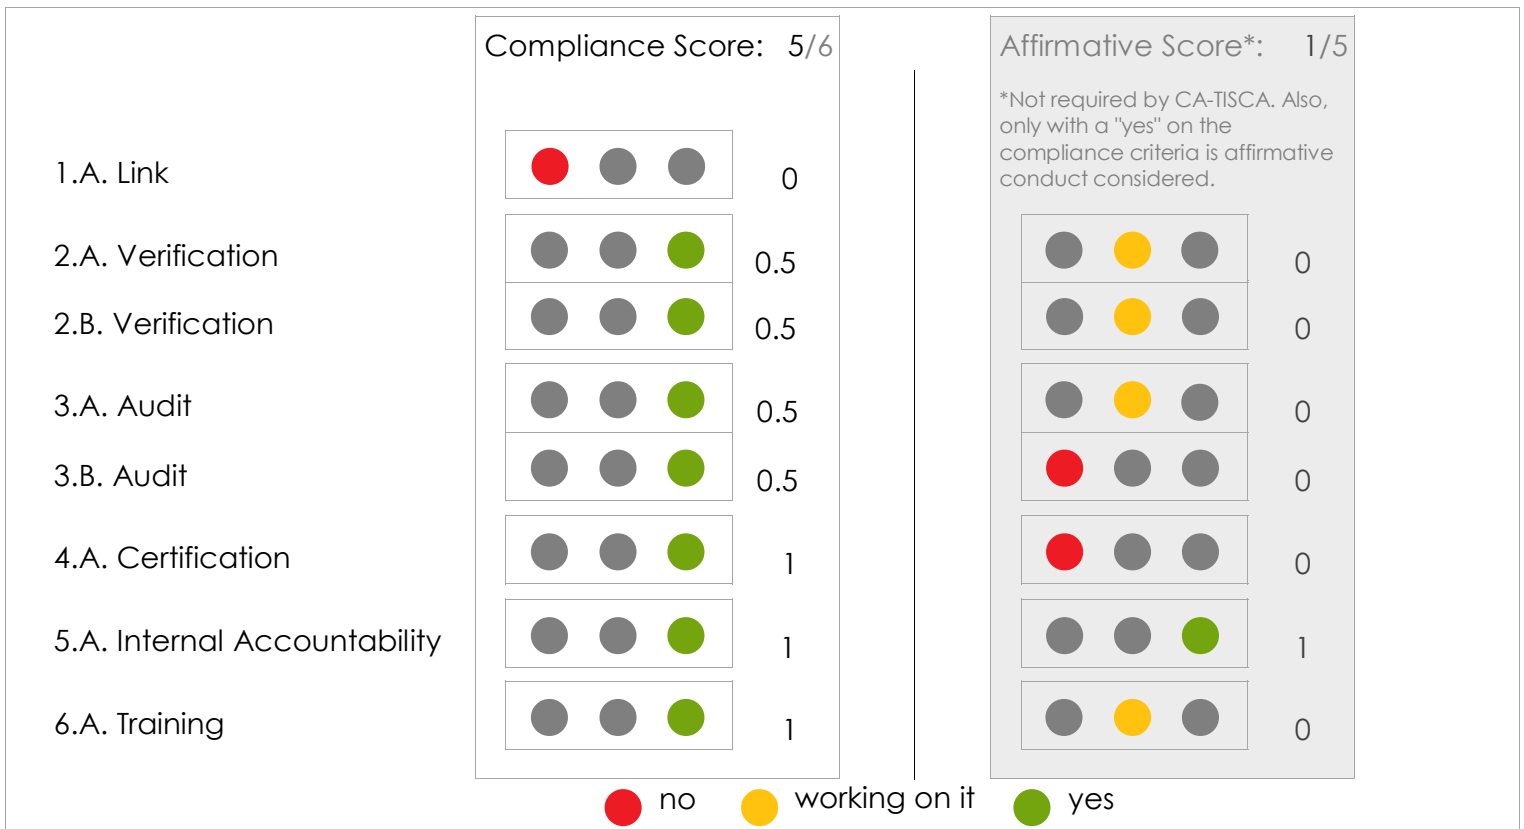 Compliance Score: 5/6
Affirmative Score*: 1/5
*Not required by CA-TISCA. Also,
only with a "yes" on the
compliance criteria is affirmative
conduct considered.
1.A. Link 0
2.A. Verification 0.5 0
2.B. Verification 0.5 0
3.A. Audit 0.5 0
3.B. Audit 0.5 0
4.A. Certification 1 0
5.A. Internal Accountability 1 1
6.A. Training 1 0
no working on it yes